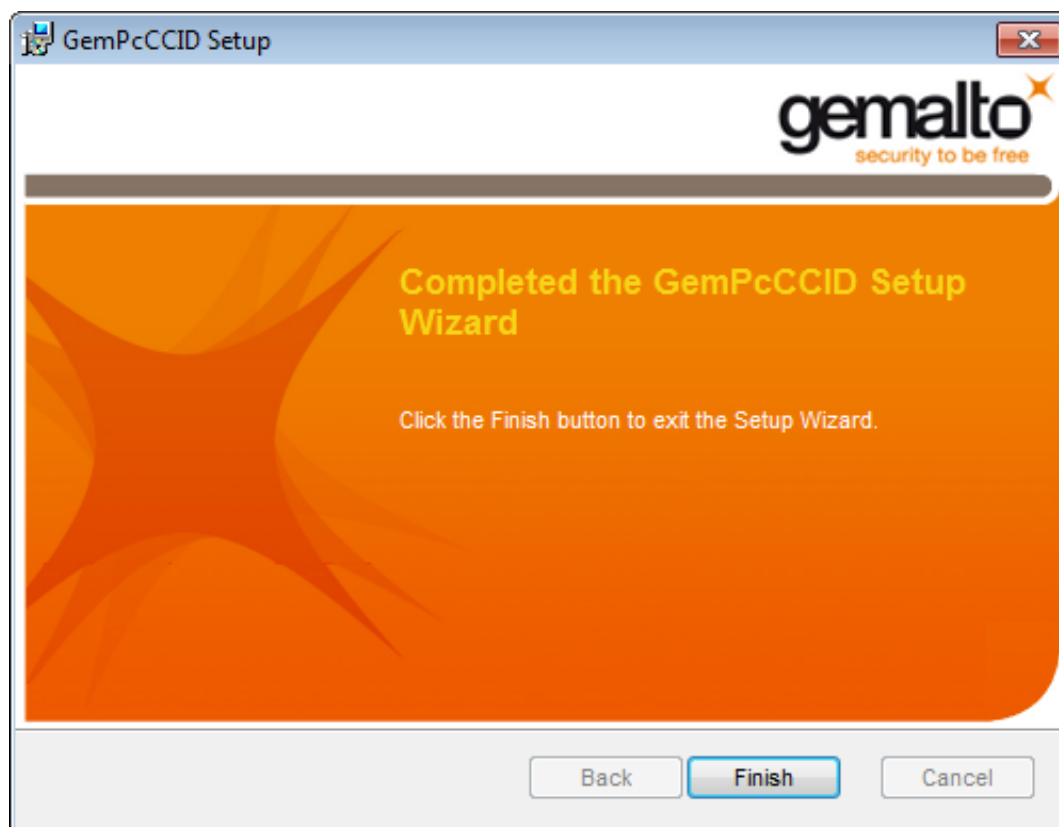 GemPcCCID Setup
gemalto
security to be free
Completed the GemPcCCID Setup
Wizard
Click the Finish button to exit the Setup Wizard.
Back Finish Cancel